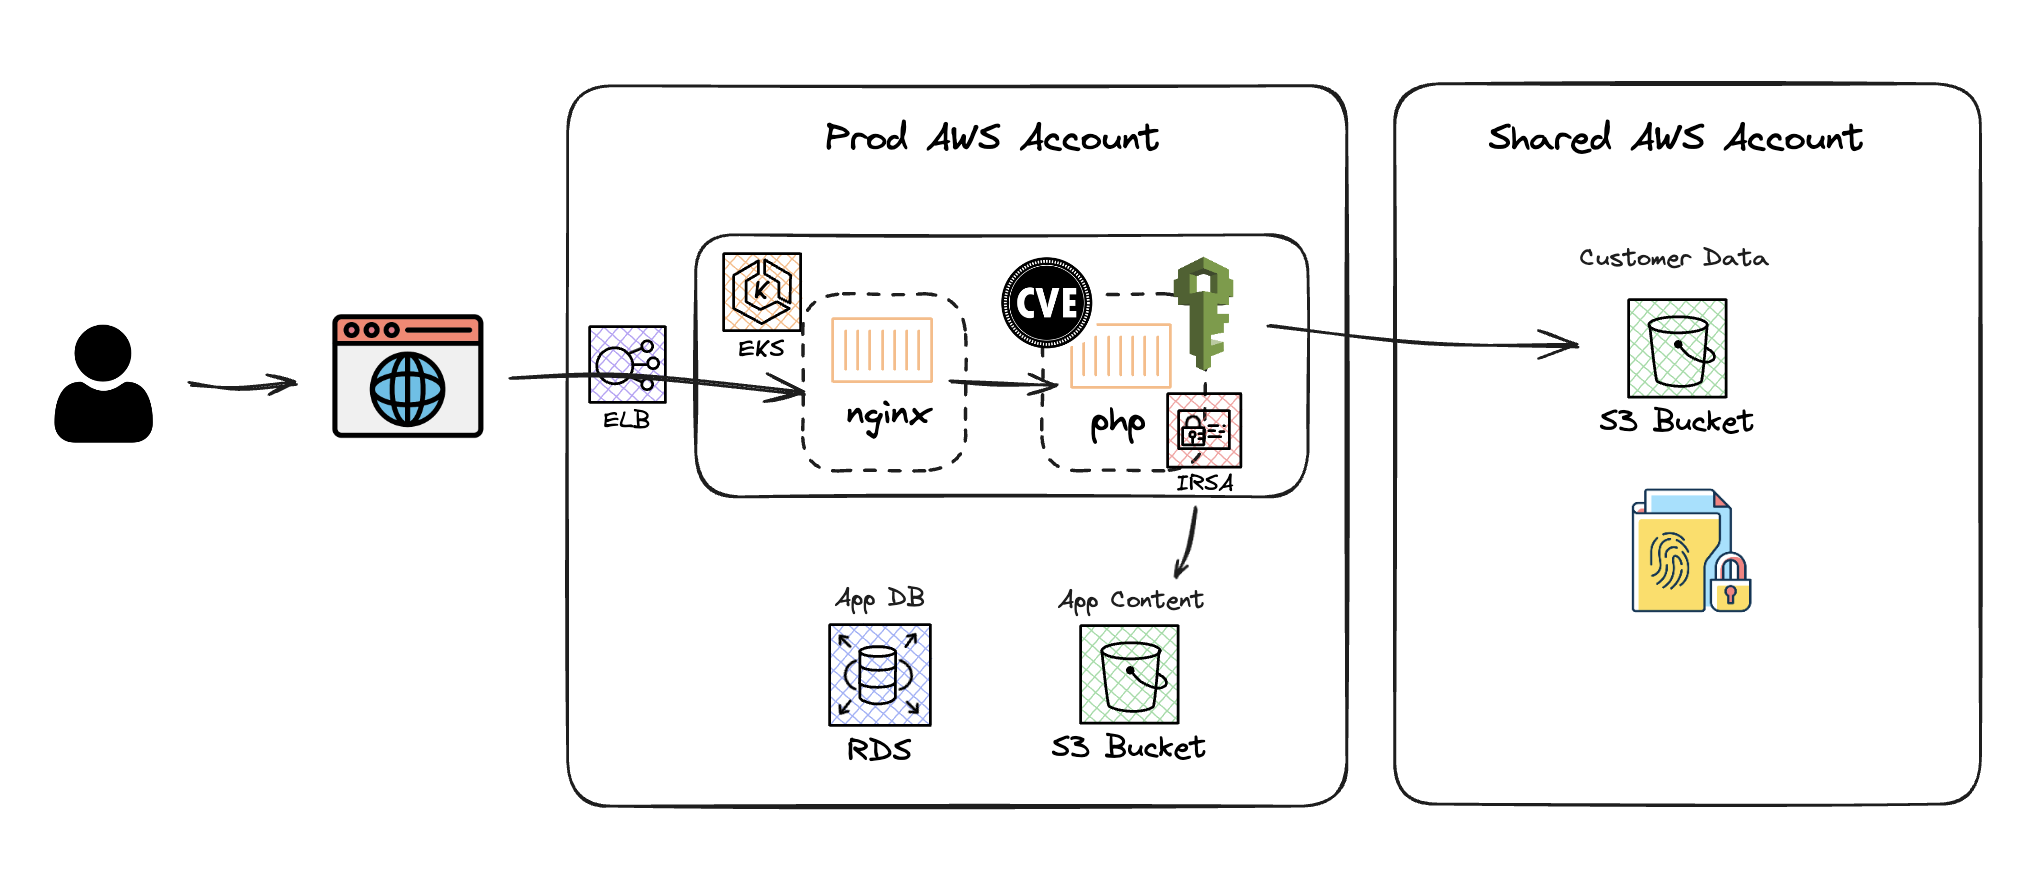 Prod AWS Account
Shared AWS Account
Customer Data
CVE
K
EKS
ELB
nginx
php
S3 Bucket
IRSA
App DB
App Content
RDS
S3 Bucket